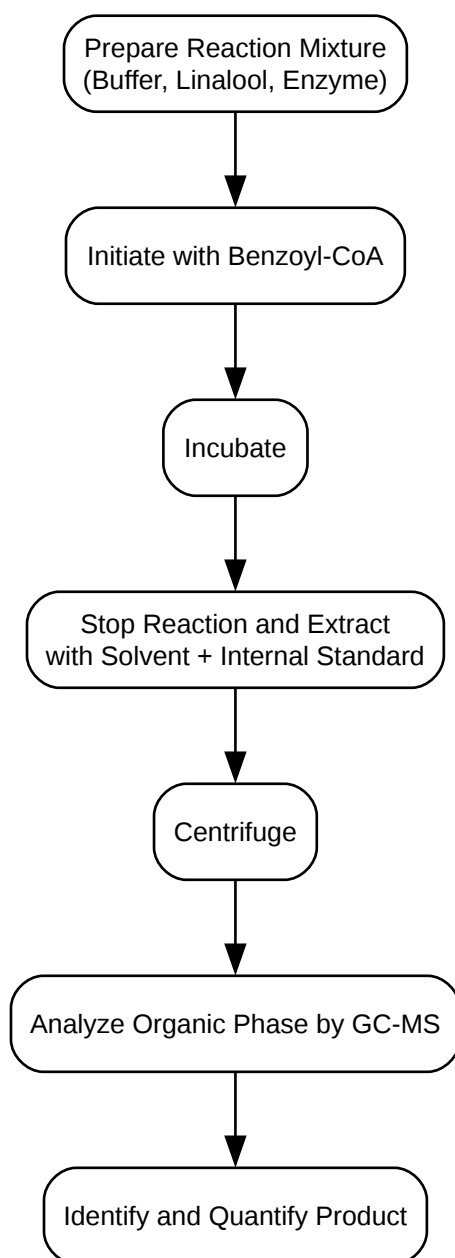 Prepare Reaction Mixture
(Buffer, Linalool, Enzyme)
Initiate with Benzoyl-CoA
Incubate
Stop Reaction and Extract
with Solvent + Internal Standard
Centrifuge
Analyze Organic Phase by GC-MS
Identify and Quantify Product